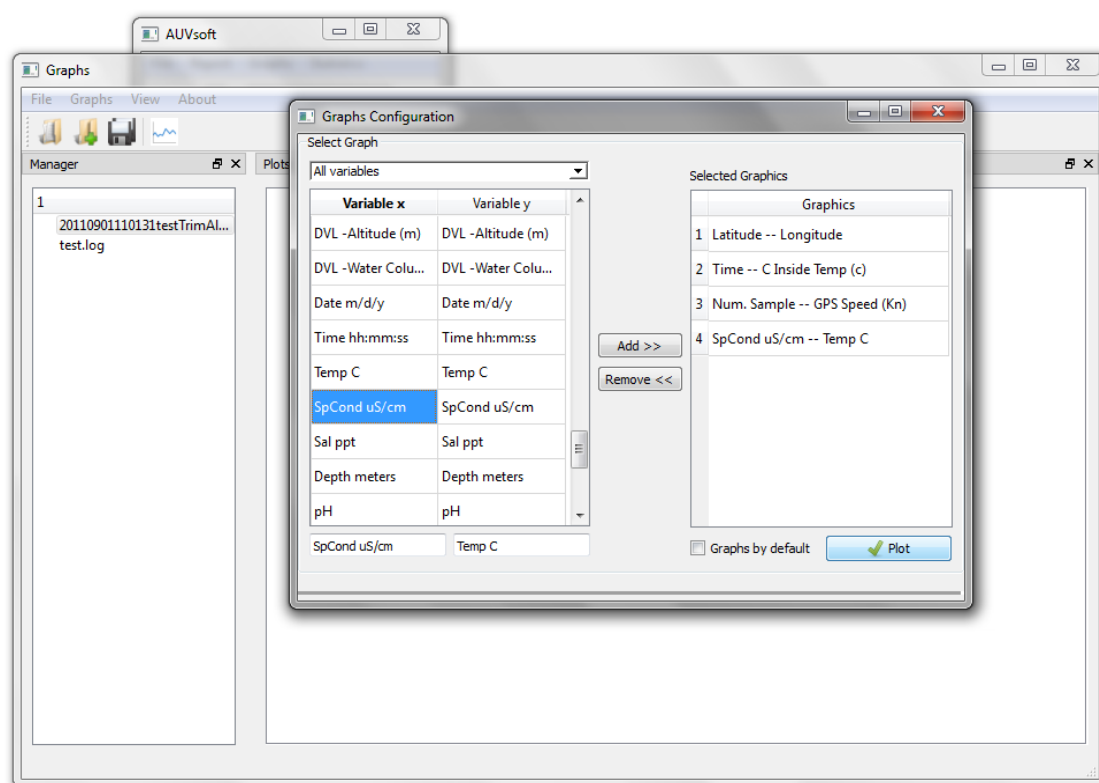 AUVsoft
Graphs
File Graphs View About
Manager
Plots
1
20110901110131testTrimAl...
test.log
Graphs Configuration
Select Graph
All variables
Variable x Variable y
DVL -Altitude (m) DVL -Altitude (m)
DVL -Water Colu... DVL -Water Colu...
Date m/d/y Date m/d/y
Time hh:mm:ss Time hh:mm:ss
Temp C Temp C
SpCond uS/cm SpCond uS/cm
Sal ppt Sal ppt
Depth meters Depth meters
pH pH
SpCond uS/cm Temp C
Add >>
Remove <<
Selected Graphics
Graphics
1 Latitude -- Longitude
2 Time -- C Inside Temp (c)
3 Num. Sample -- GPS Speed (Kn)
4 SpCond uS/cm -- Temp C
Graphs by default
Plot